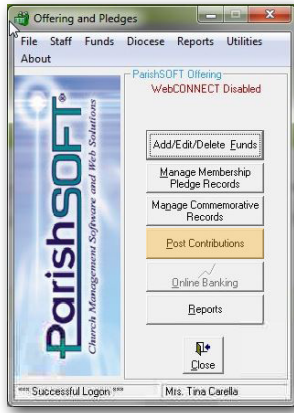 Offering and Pledges
File Staff Funds Diocese Reports Utilities
About
ParishSOFT Offering
WebCONNECT Disabled
ParishSOFT®
Church Management Software and Web Solutions
Add/Edit/Delete Funds
Manage Membership
Pledge Records
Manage Commemorative
Records
Post Contributions
Online Banking
Reports
Close
*** Successful Logon ***
Mrs. Tina Carella